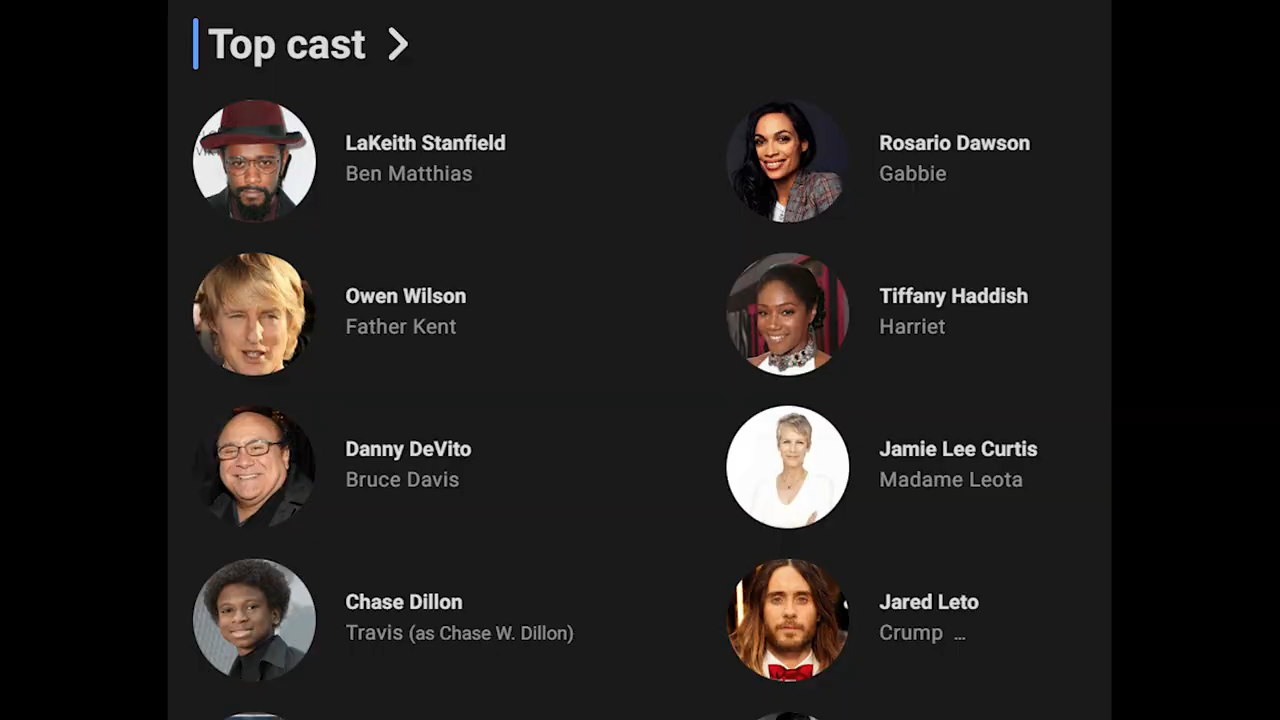 Top cast
LaKeith Stanfield
Ben Matthias
Rosario Dawson
Gabbie
Owen Wilson
Father Kent
Tiffany Haddish
Harriet
Danny DeVito
Bruce Davis
Jamie Lee Curtis
Madame Leota
Chase Dillon
Travis (as Chase W. Dillon)
Jared Leto
Crump ...